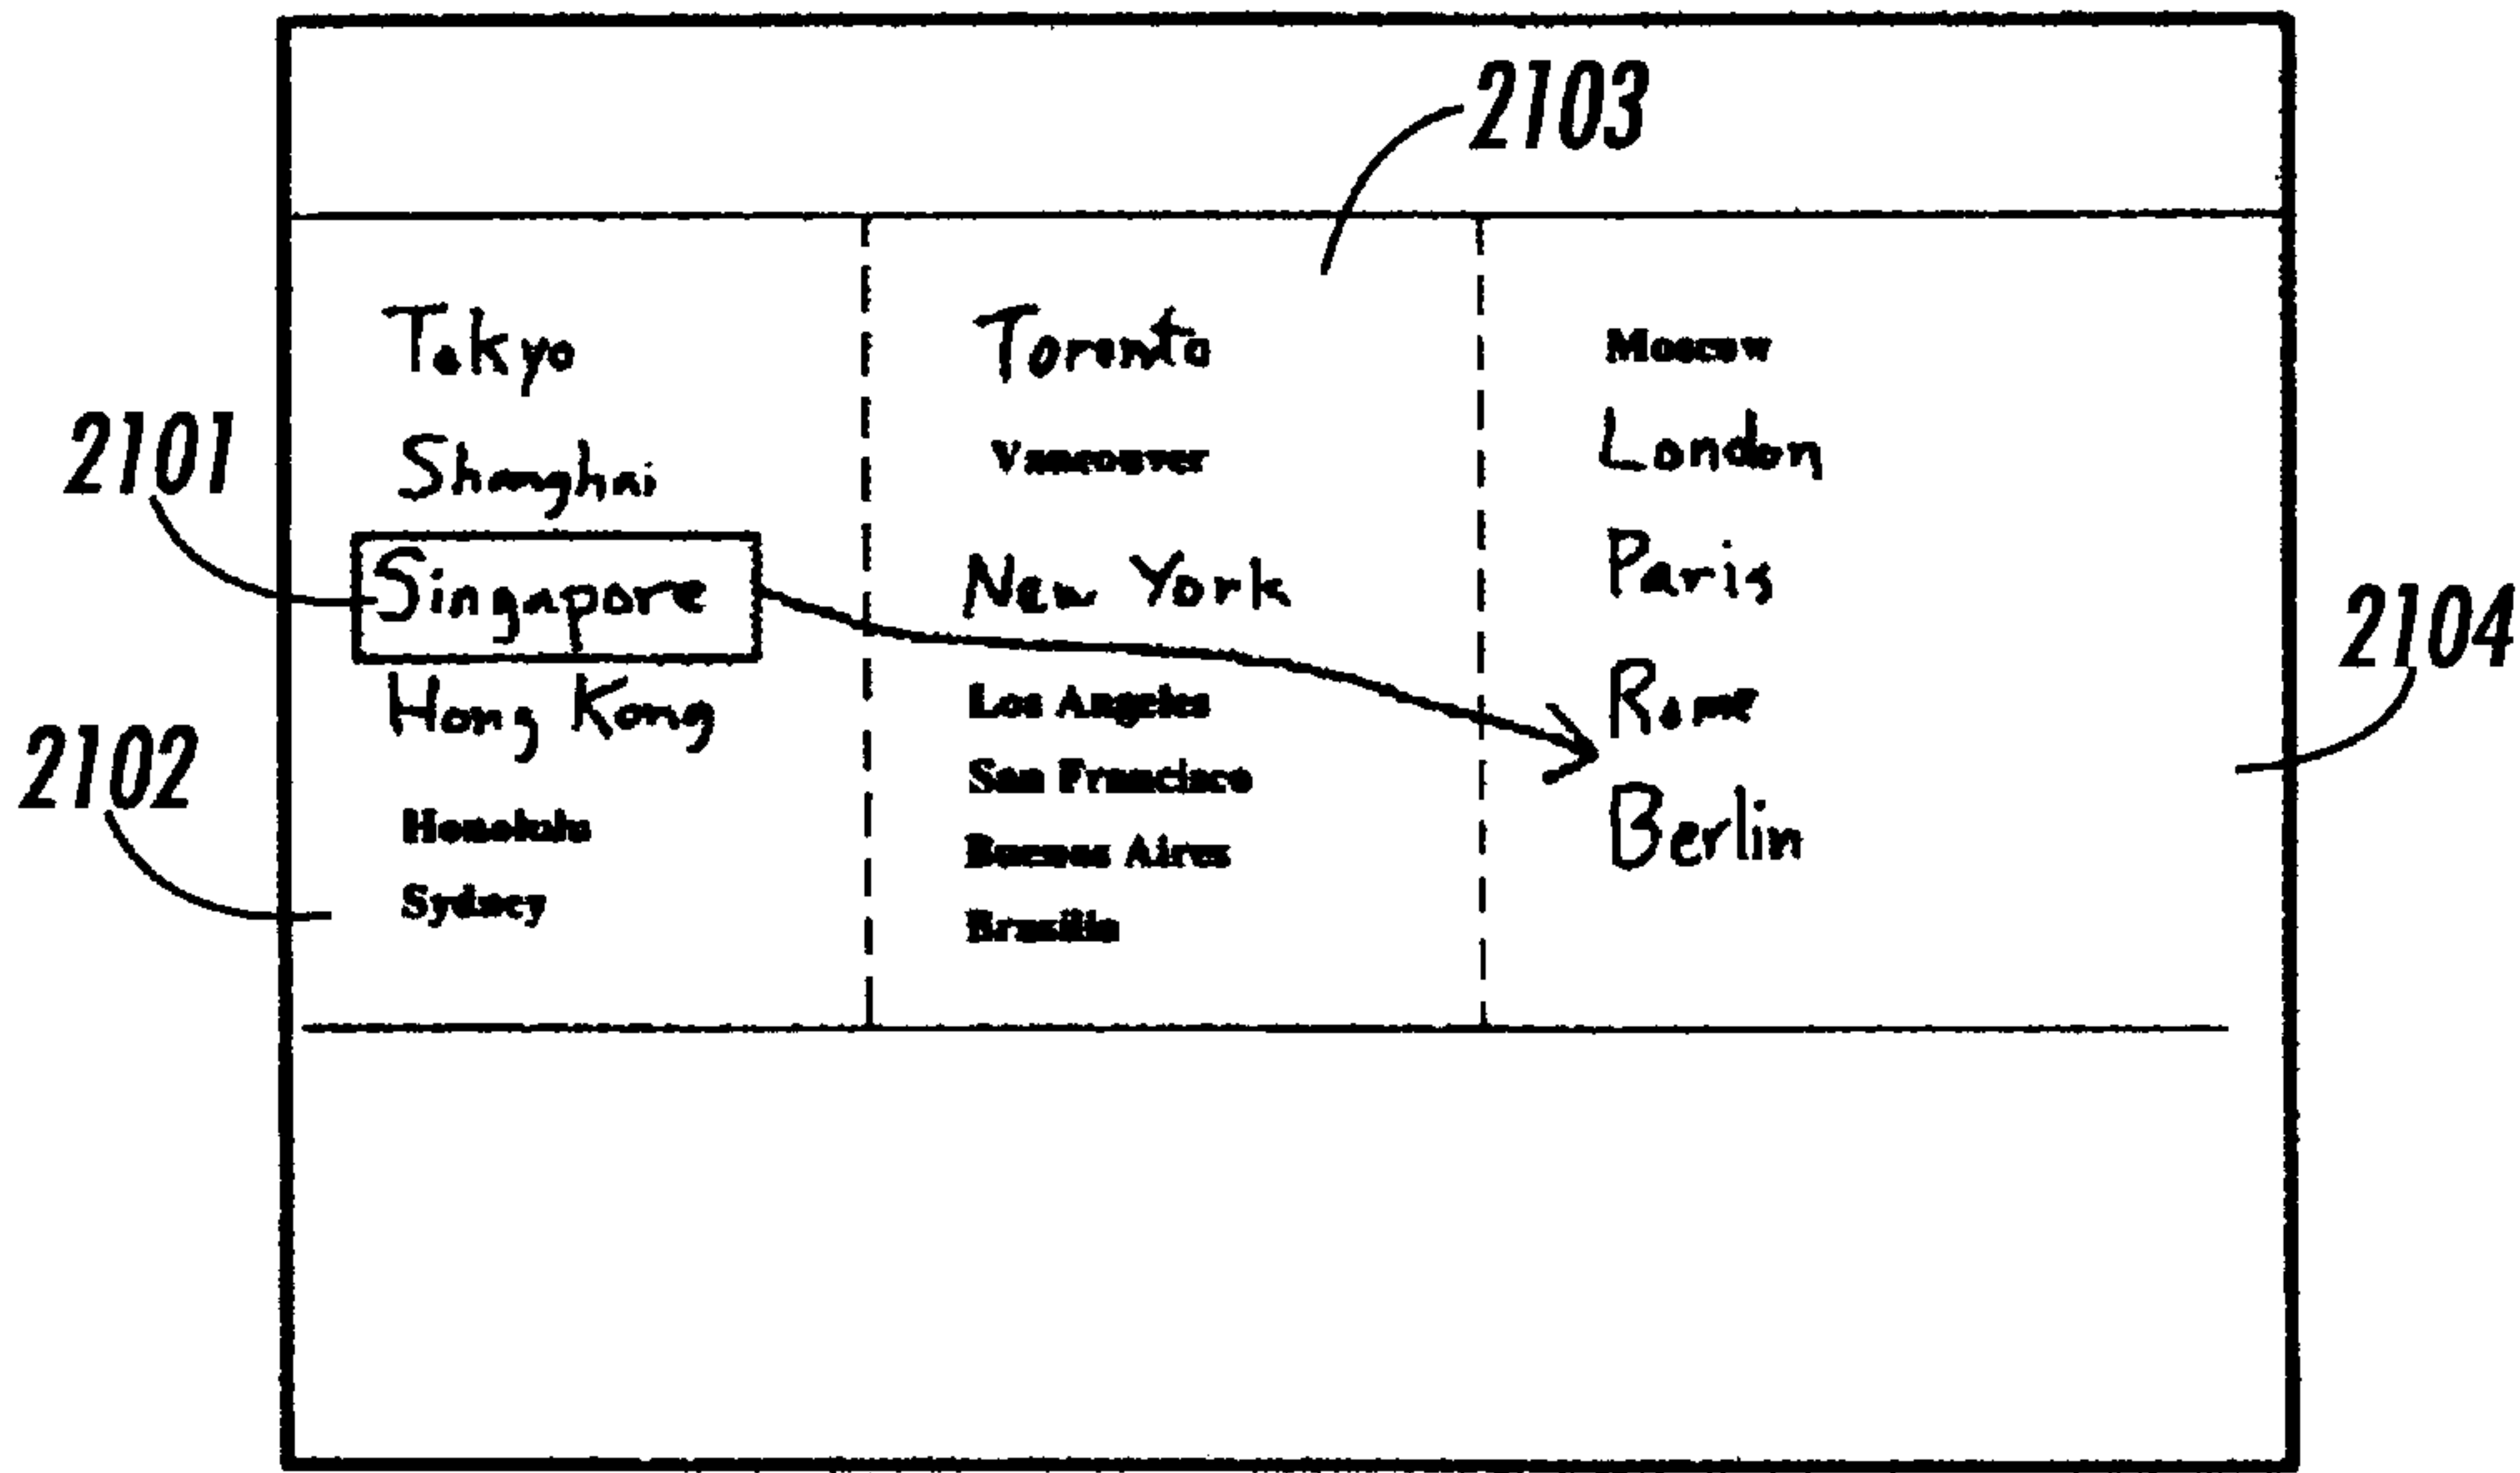 2103
Tokyo
Shanghai
Singapore
Hong Kong
Honolulu
Sydney
Toronto
Vancouver
New York
Los Angeles
San Francisco
Buenos Aires
Brazilia
Moscow
London
Paris
Rome
Berlin
2101
2102
2104